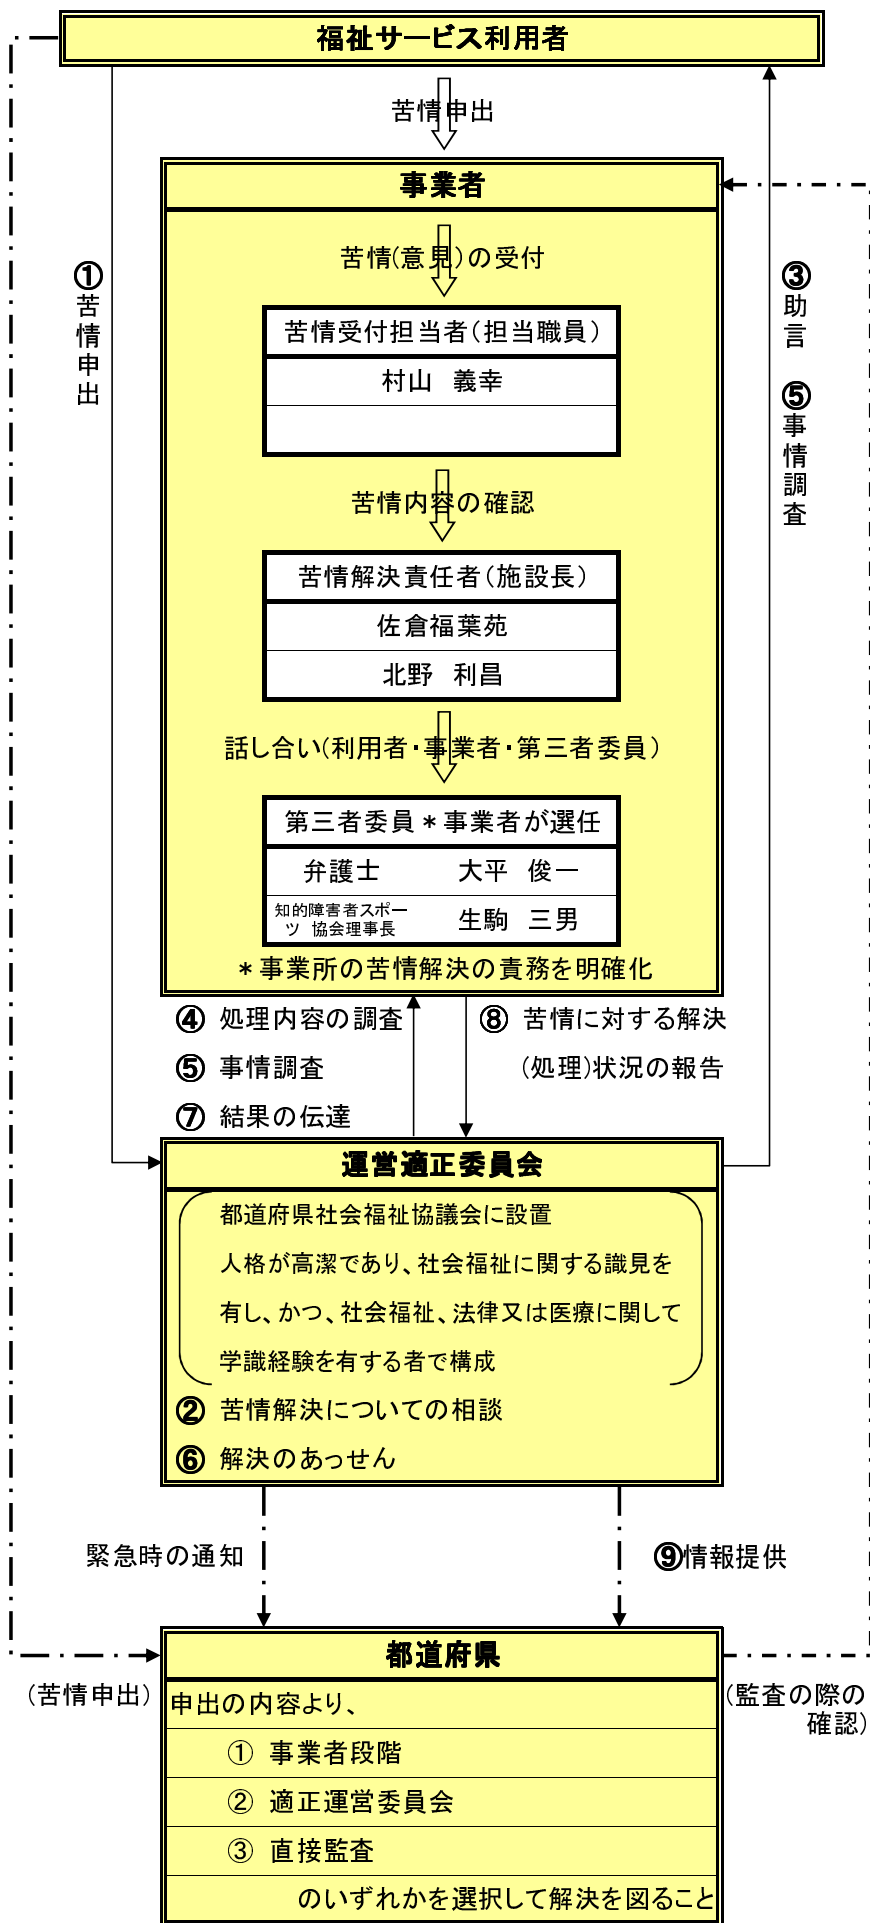 福祉サービス利用者
苦情申出
事業者
苦情(意見)の受付
①苦情申出
③助言
⑤事情調査
苦情受付担当者(担当職員)
村山 義幸
苦情内容の確認
苦情解決責任者(施設長)
佐倉福葉苑
北野 利昌
話し合い(利用者・事業者・第三者委員)
第三者委員*事業者が選任
弁護士 大平 俊一
知的障害者スポー
ツ 協会理事長 生駒 三男
*事業所の苦情解決の責務を明確化
④ 処理内容の調査
⑤ 事情調査
⑦ 結果の伝達
⑧ 苦情に対する解決
(処理)状況の報告
運営適正委員会
都道府県社会福祉協議会に設置
人格が高潔であり、社会福祉に関する識見を
有し、かつ、社会福祉、法律又は医療に関して
学識経験を有する者で構成
② 苦情解決についての相談
⑥ 解決のあっせん
緊急時の通知
⑨情報提供
都道府県
(苦情申出)
(監査の際の
確認)
申出の内容より、
① 事業者段階
② 適正運営委員会
③ 直接監査
のいずれかを選択して解決を図ること